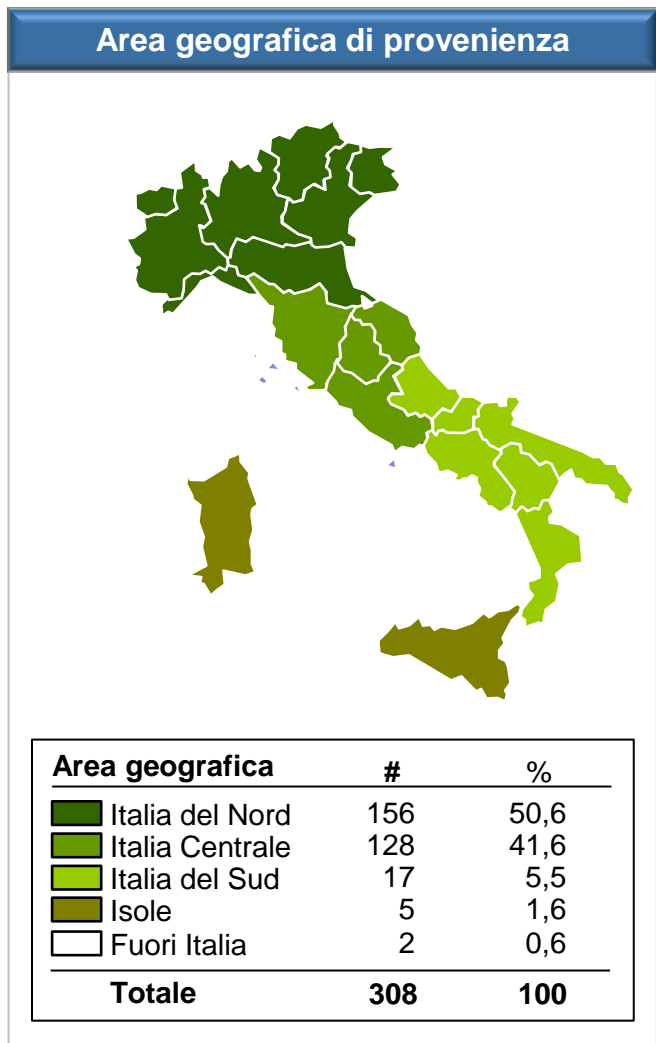 Area geografica di provenienza
Area geografica # %
Italia del Nord 156 50,6
Italia Centrale 128 41,6
Italia del Sud 17 5,5
Isole 5 1,6
Fuori Italia 2 0,6
Totale 308 100